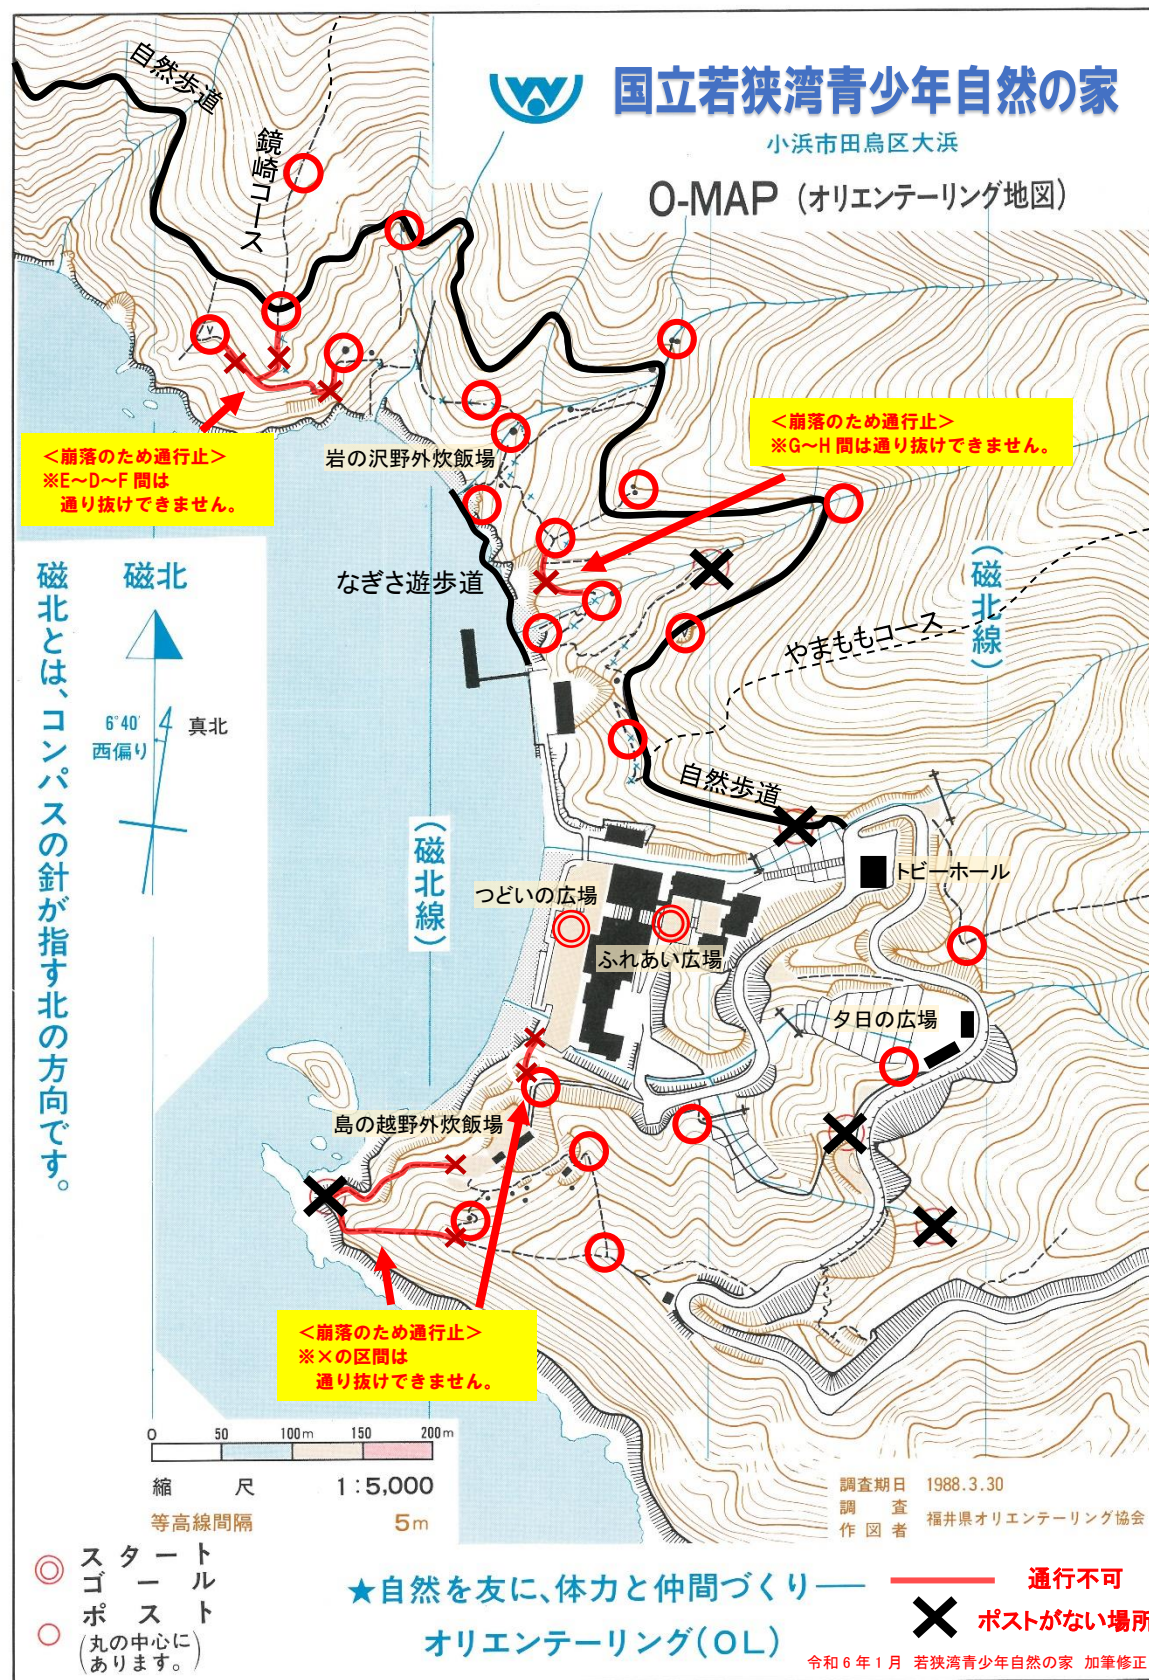 国立若狭湾青少年自然の家
小浜市田烏区大浜
O-MAP (オリエンテーリング地図)
自然歩道
鏡崎コース
<崩落のため通行止>
※E~D~F間は
通り抜けできません。
岩の沢野外炊飯場
<崩落のため通行止>
※G~H間は通り抜けできません。
なぎさ遊歩道
(磁北線)
やまももコース
磁北とは、コンパスの針が指す北の方向です。
磁北
6°40′
西偏り
真北
自然歩道
(磁北線)
トビーホール
つどいの広場
ふれあい広場
夕日の広場
島の越野外炊飯場
<崩落のため通行止>
※×の区間は
通り抜けできません。
0 50 100m 150 200m
縮尺 1:5,000
等高線間隔 5m
調査期日 1988.3.30
調査
作図者 福井県オリエンテーリング協会
スタート
ゴール
ポスト
(丸の中心にあります。)
★自然を友に、体力と仲間づくり――
オリエンテーリング(OL)
通行不可
ポストがない場所
令和6年1月 若狭湾青少年自然の家 加筆修正